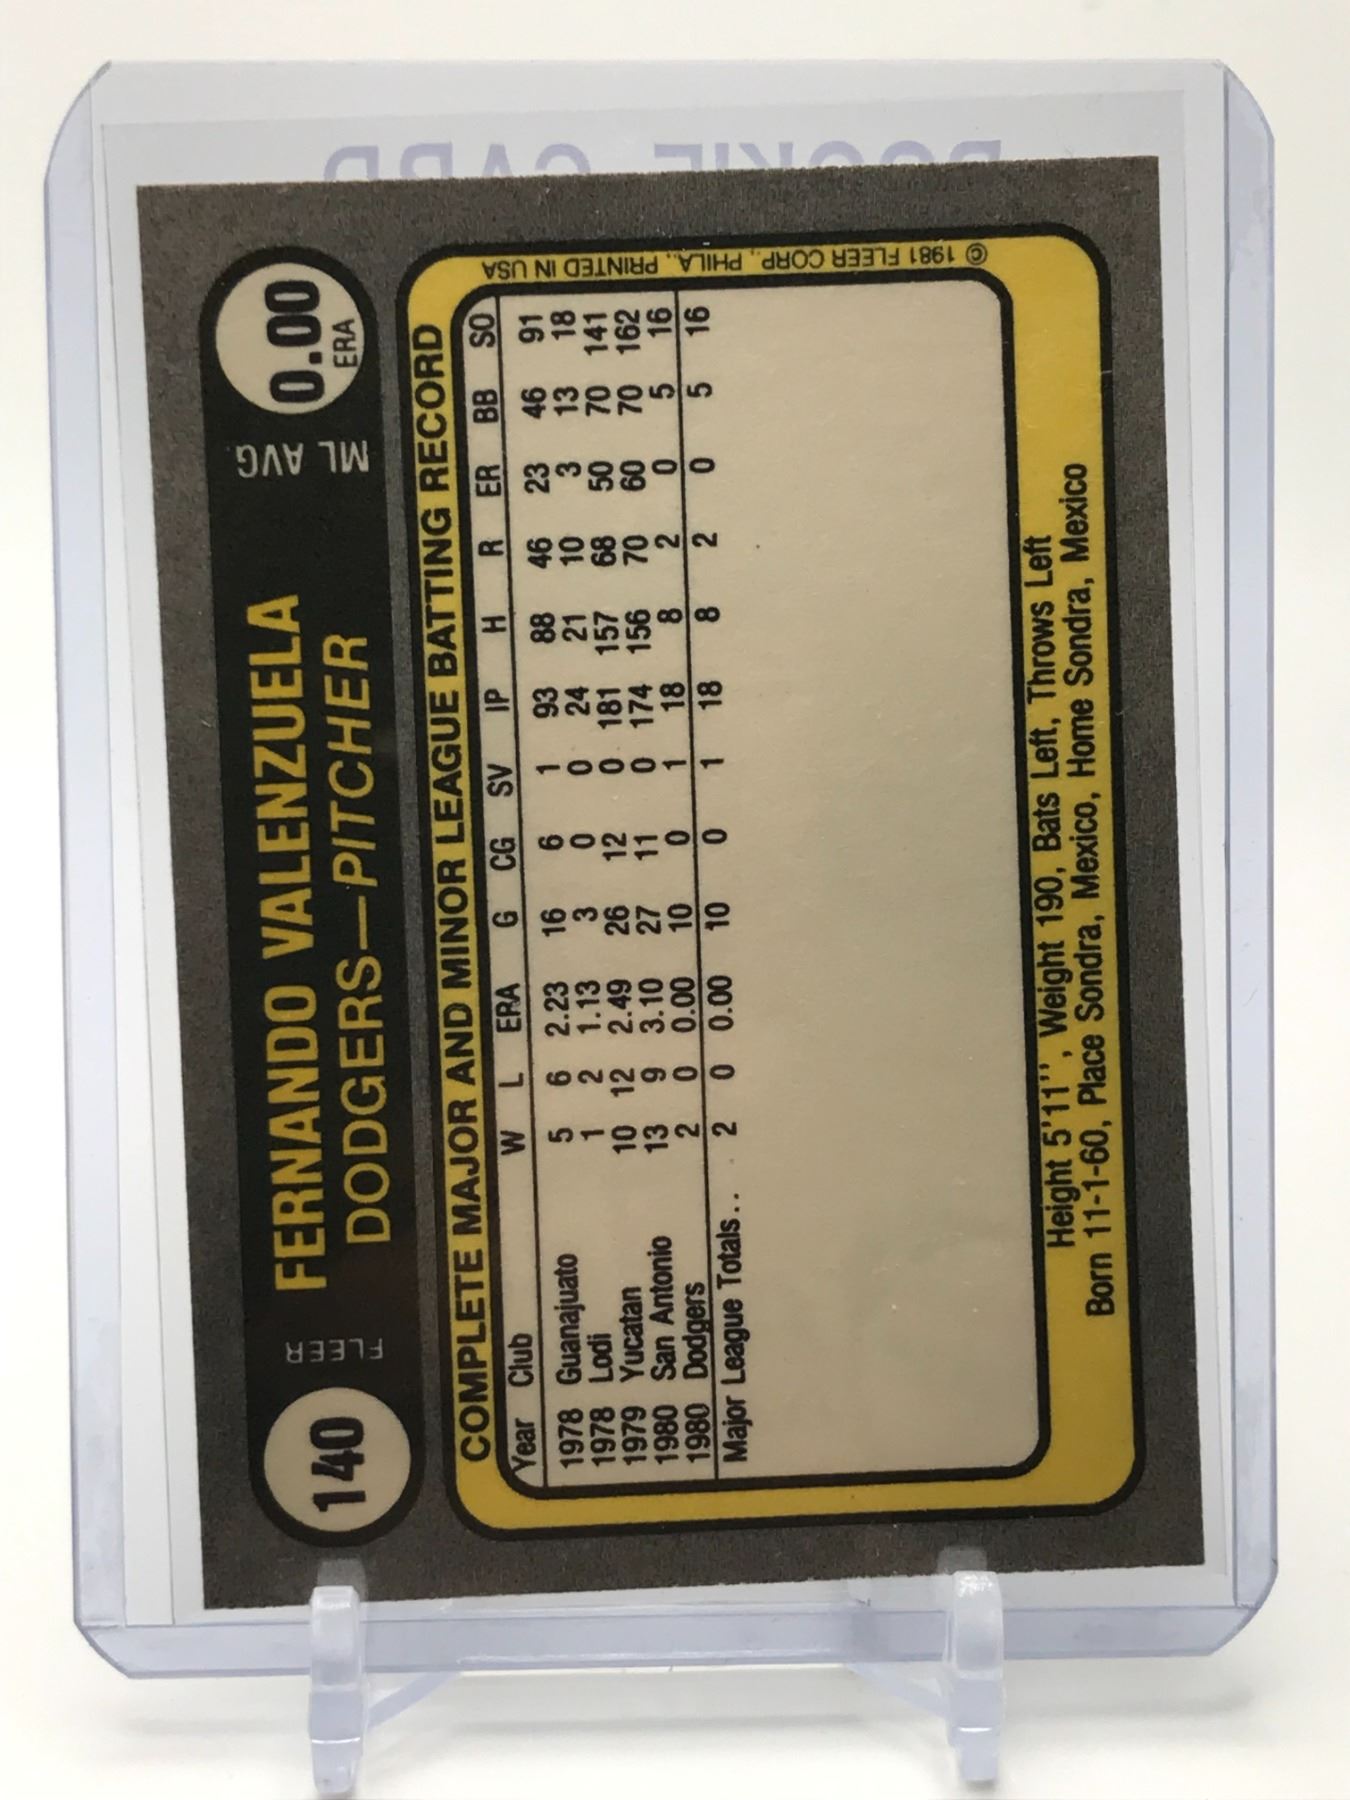 140
FLEER
FERNANDO VALENZUELA
DODGERS—PITCHER
ML AVG.
0.00
ERA
COMPLETE MAJOR AND MINOR LEAGUE BATTING RECORD
Year Club W L ERA G CG SV IP H R ER BB SO
1978 Guanajuato 5 6 2.23 16 6 1 93 88 46 23 46 91
1978 Lodi 1 2 1.13 3 0 0 24 21 10 3 13 18
1979 Yucatan 10 12 2.49 26 12 0 181 157 68 50 70 141
1980 San Antonio 13 9 3.10 27 11 0 174 156 70 60 70 162
1980 Dodgers 2 0 0.00 10 0 1 18 8 2 0 5 16
Major League Totals.. 2 0 0.00 10 0 1 18 8 2 0 5 16
Height 5'11'', Weight 190, Bats Left, Throws Left
Born 11-1-60, Place Sondra, Mexico, Home Sondra, Mexico
© 1981 FLEER CORP., PHILA., PRINTED IN USA
ROOKIE CARD